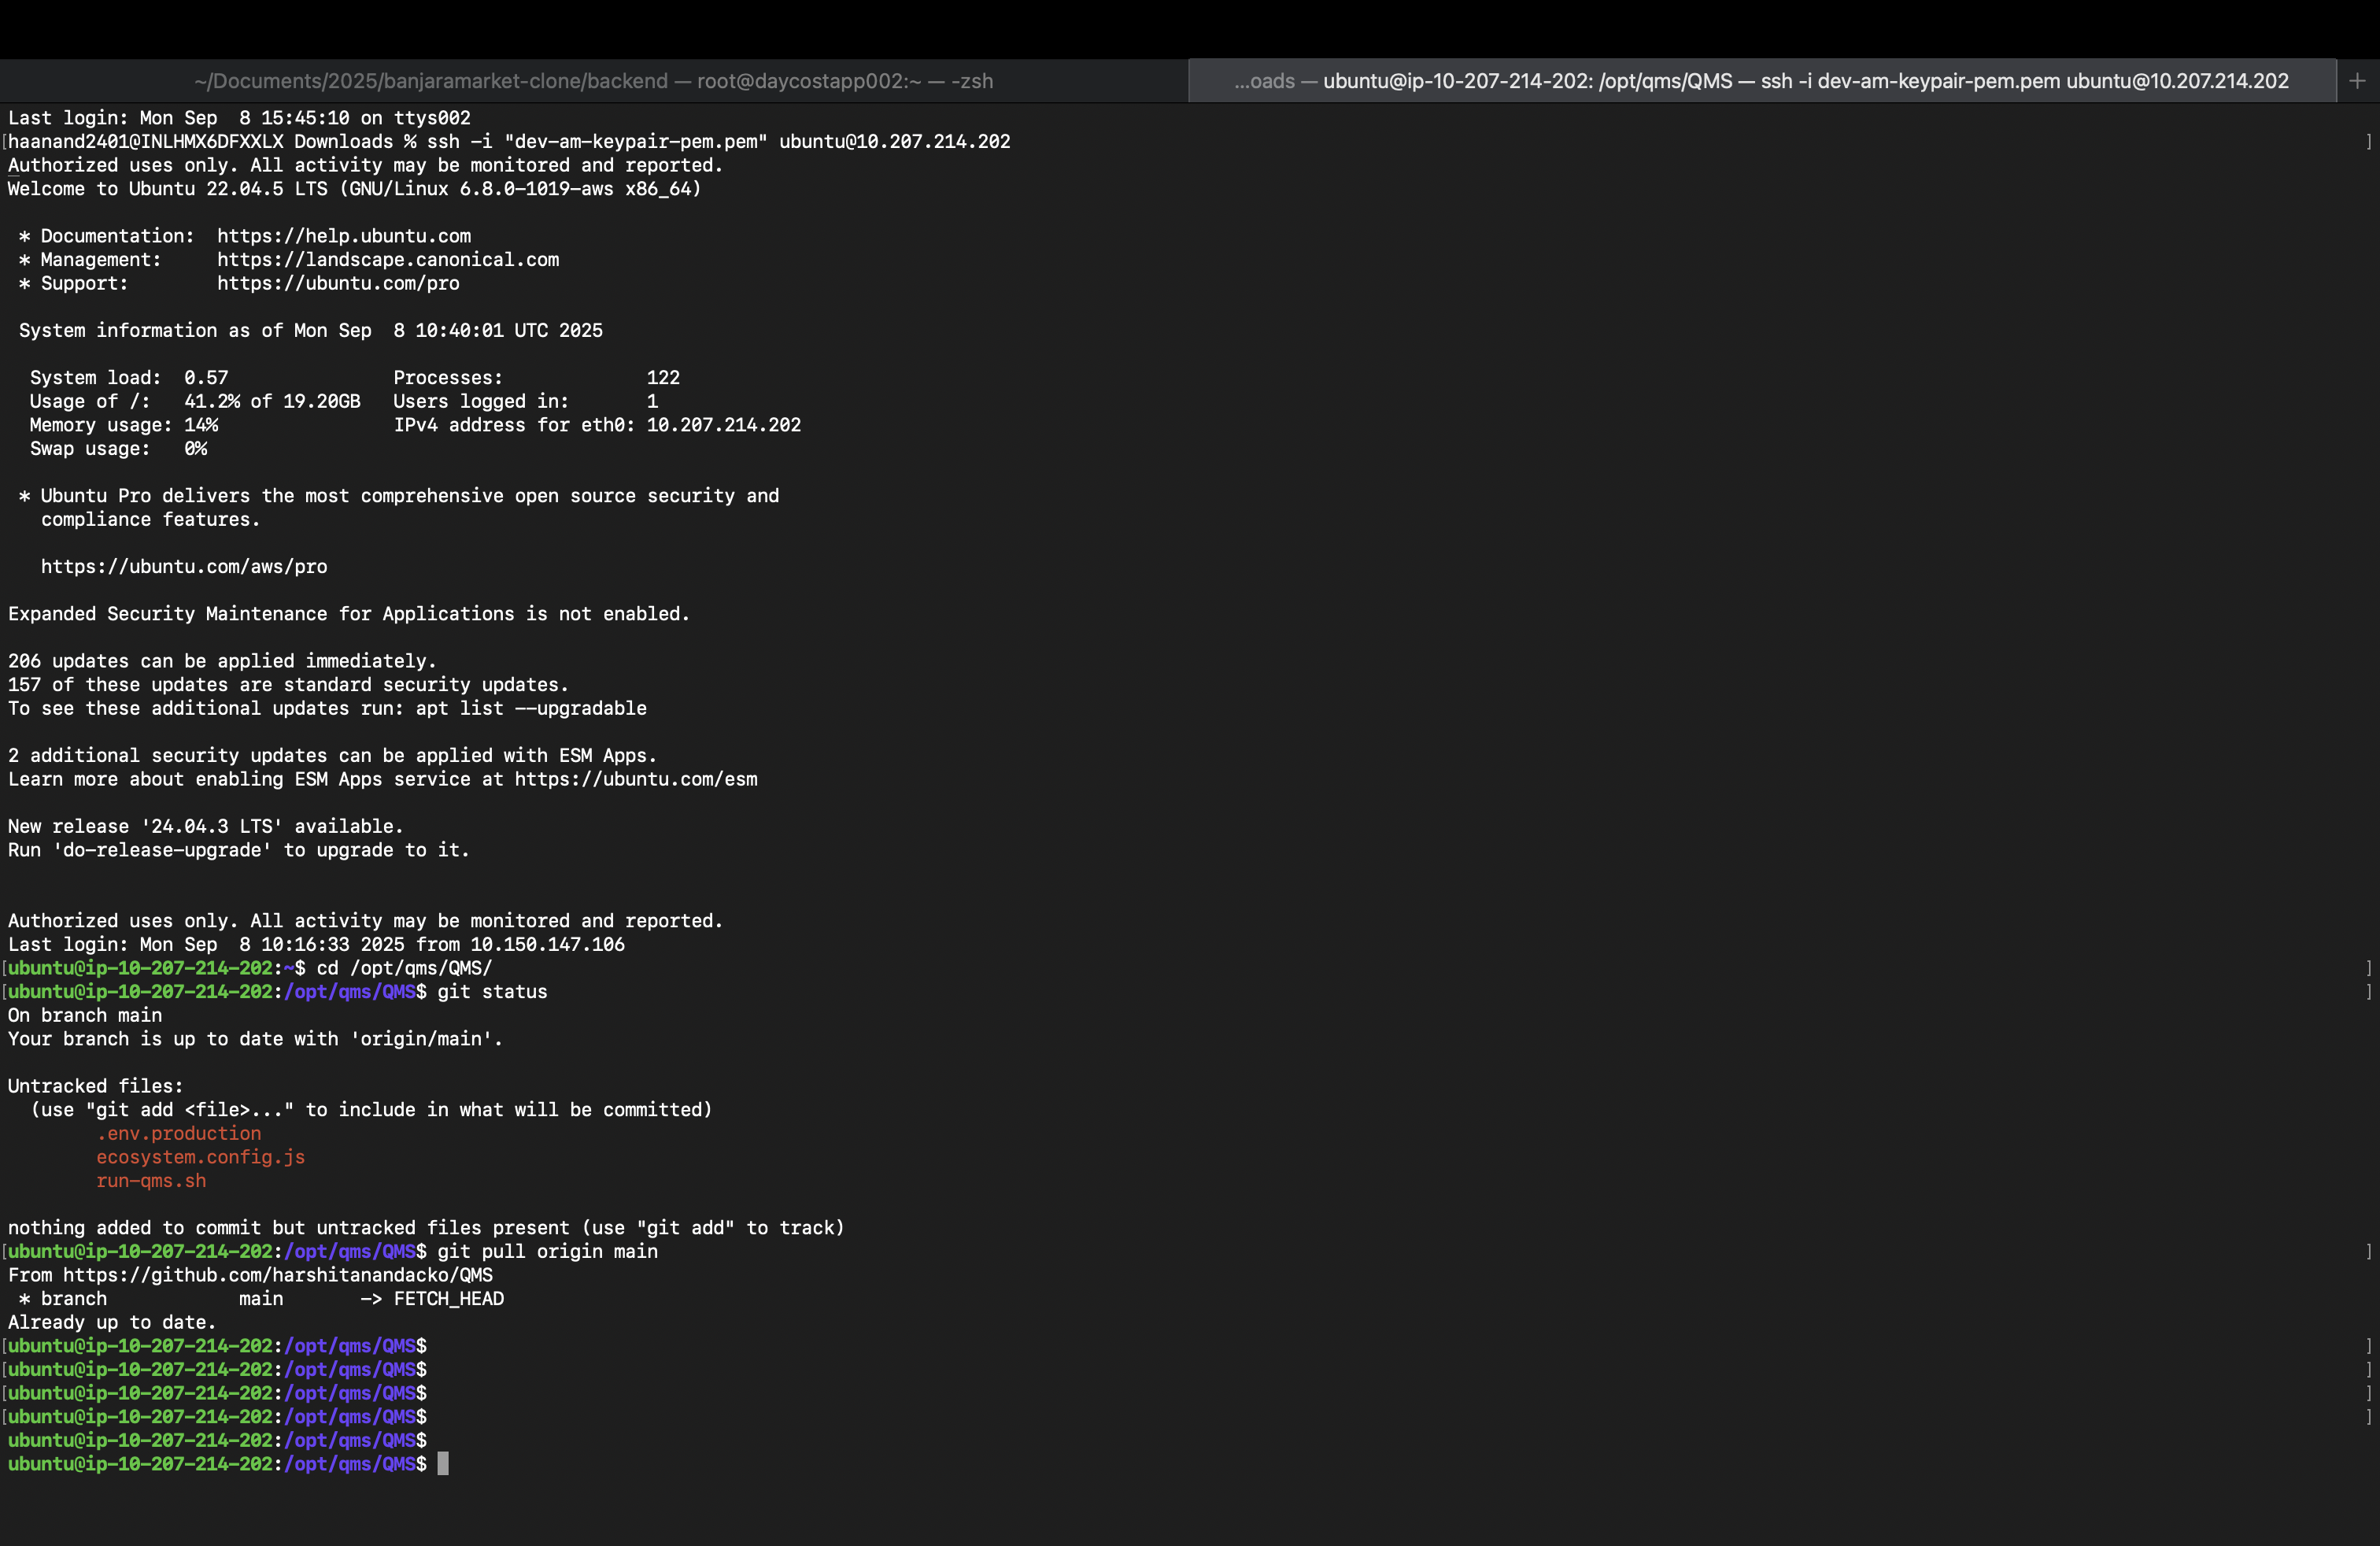 ~/Documents/2025/banjaramarket-clone/backend — root@daycostapp002:~ — -zsh
...oads — ubuntu@ip-10-207-214-202: /opt/qms/QMS — ssh -i dev-am-keypair-pem.pem ubuntu@10.207.214.202 +
Last login: Mon Sep  8 15:45:10 on ttys002
[haanand2401@INLHMX6DFXXLX Downloads % ssh -i "dev-am-keypair-pem.pem" ubuntu@10.207.214.202 ]
Authorized uses only. All activity may be monitored and reported.
Welcome to Ubuntu 22.04.5 LTS (GNU/Linux 6.8.0-1019-aws x86_64)
 * Documentation:  https://help.ubuntu.com
 * Management:     https://landscape.canonical.com
 * Support:        https://ubuntu.com/pro
 System information as of Mon Sep  8 10:40:01 UTC 2025
  System load:  0.57               Processes:             122
  Usage of /:   41.2% of 19.20GB   Users logged in:       1
  Memory usage: 14%                IPv4 address for eth0: 10.207.214.202
  Swap usage:   0%
 * Ubuntu Pro delivers the most comprehensive open source security and
   compliance features.
   https://ubuntu.com/aws/pro
Expanded Security Maintenance for Applications is not enabled.
206 updates can be applied immediately.
157 of these updates are standard security updates.
To see these additional updates run: apt list --upgradable
2 additional security updates can be applied with ESM Apps.
Learn more about enabling ESM Apps service at https://ubuntu.com/esm
New release '24.04.3 LTS' available.
Run 'do-release-upgrade' to upgrade to it.
Authorized uses only. All activity may be monitored and reported.
Last login: Mon Sep  8 10:16:33 2025 from 10.150.147.106
[ubuntu@ip-10-207-214-202:~$ cd /opt/qms/QMS/ ]
[ubuntu@ip-10-207-214-202:/opt/qms/QMS$ git status ]
On branch main
Your branch is up to date with 'origin/main'.
Untracked files:
  (use "git add <file>..." to include in what will be committed)
        .env.production
        ecosystem.config.js
        run-qms.sh
nothing added to commit but untracked files present (use "git add" to track)
[ubuntu@ip-10-207-214-202:/opt/qms/QMS$ git pull origin main ]
From https://github.com/harshitanandacko/QMS
 * branch            main       -> FETCH_HEAD
Already up to date.
[ubuntu@ip-10-207-214-202:/opt/qms/QMS$ ]
[ubuntu@ip-10-207-214-202:/opt/qms/QMS$ ]
[ubuntu@ip-10-207-214-202:/opt/qms/QMS$ ]
[ubuntu@ip-10-207-214-202:/opt/qms/QMS$ ]
ubuntu@ip-10-207-214-202:/opt/qms/QMS$
ubuntu@ip-10-207-214-202:/opt/qms/QMS$